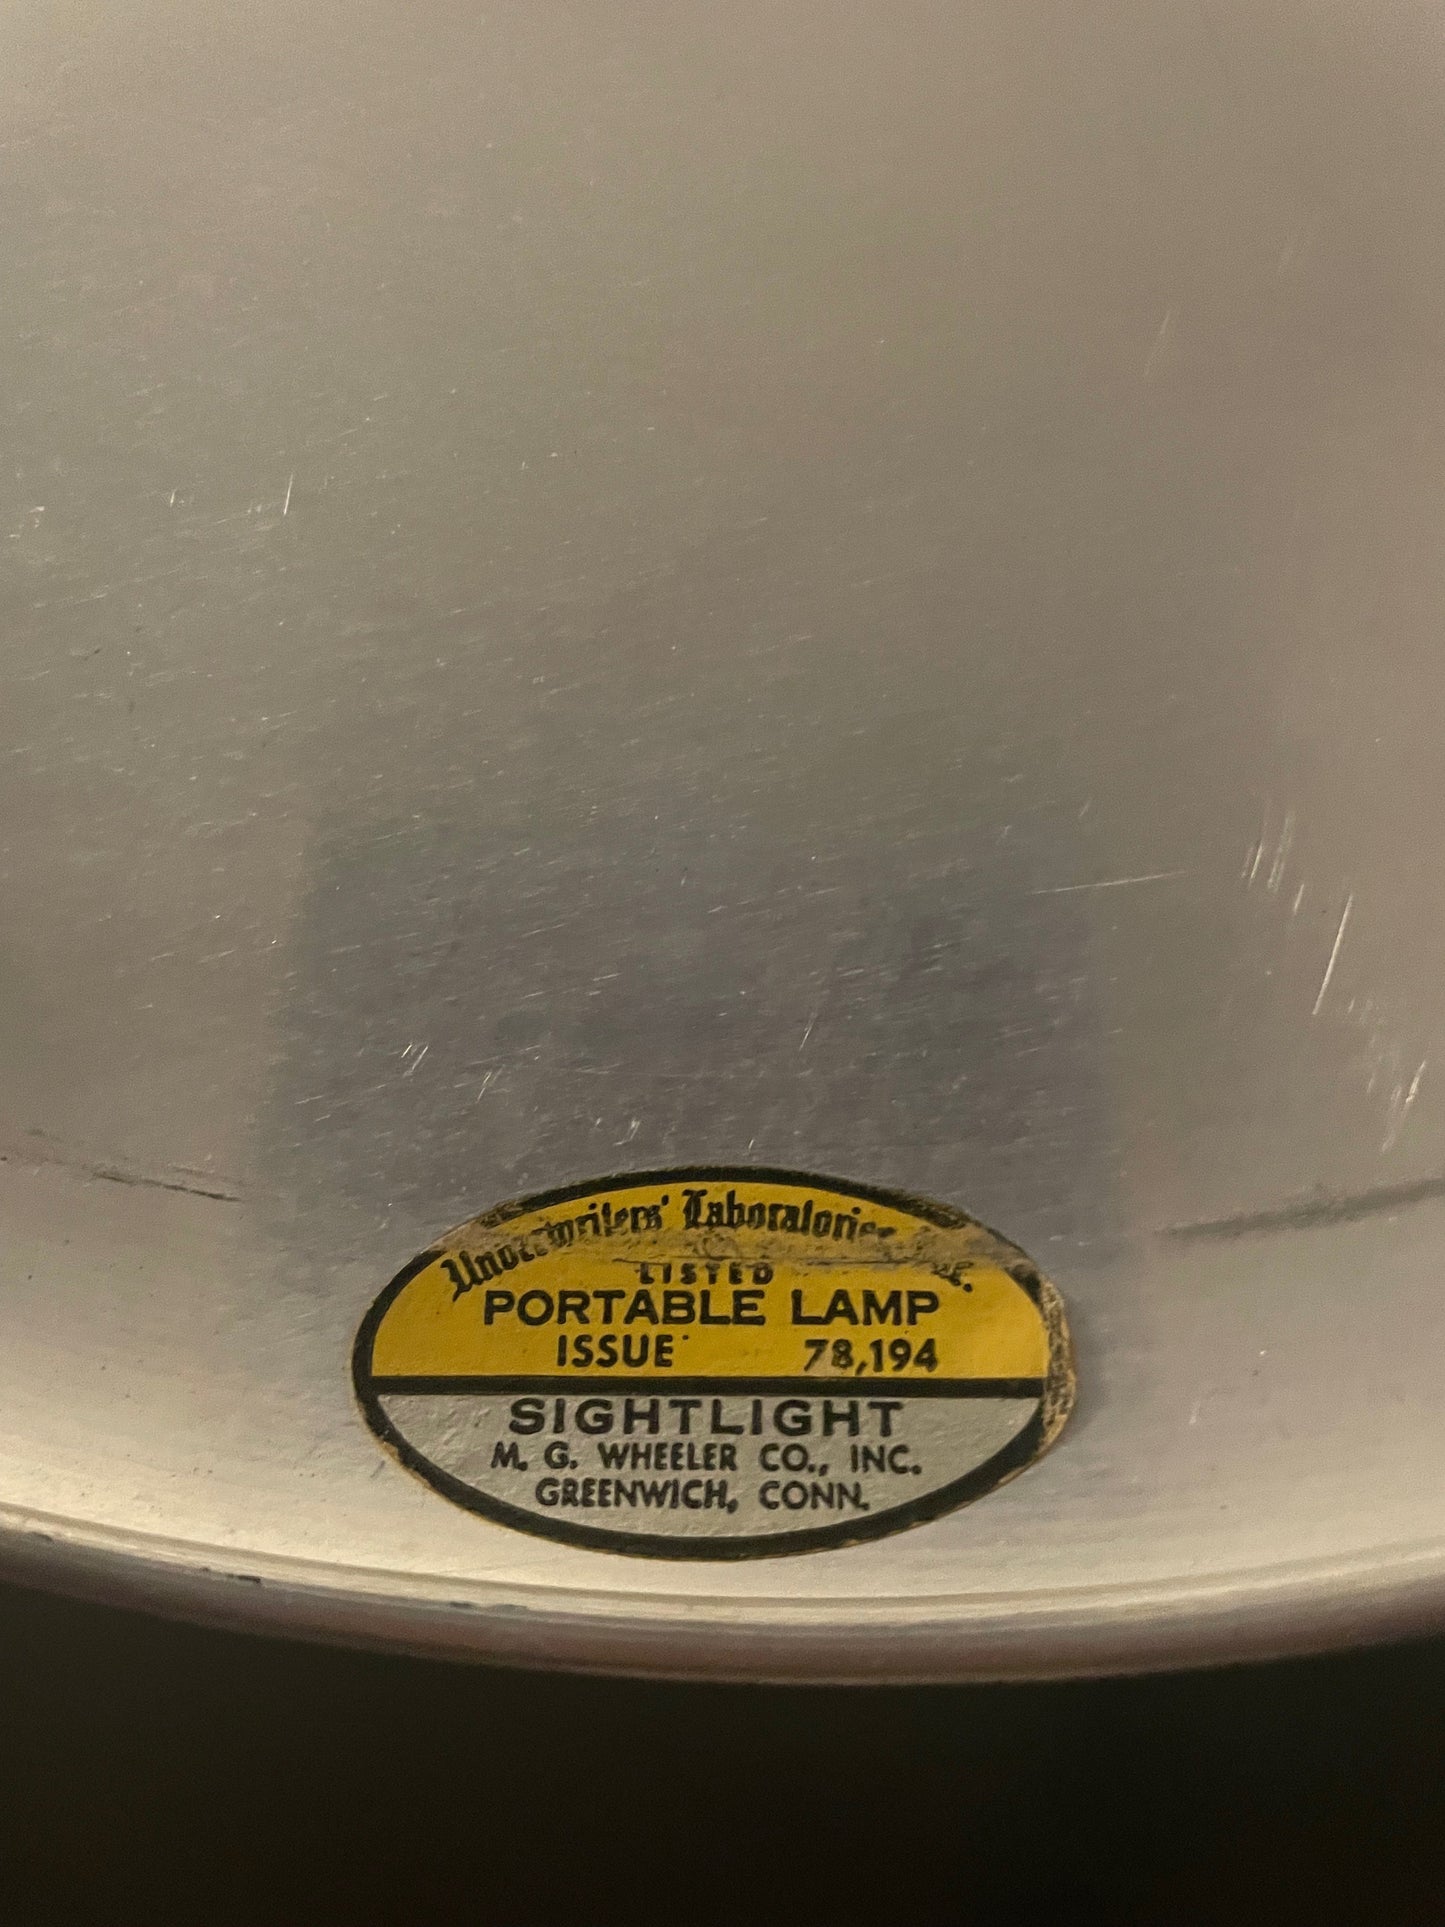 Underwriters' Laboratories
LISTED
PORTABLE LAMP
ISSUE 78,194
SIGHTLIGHT
M. G. WHEELER CO., INC.
GREENWICH, CONN.